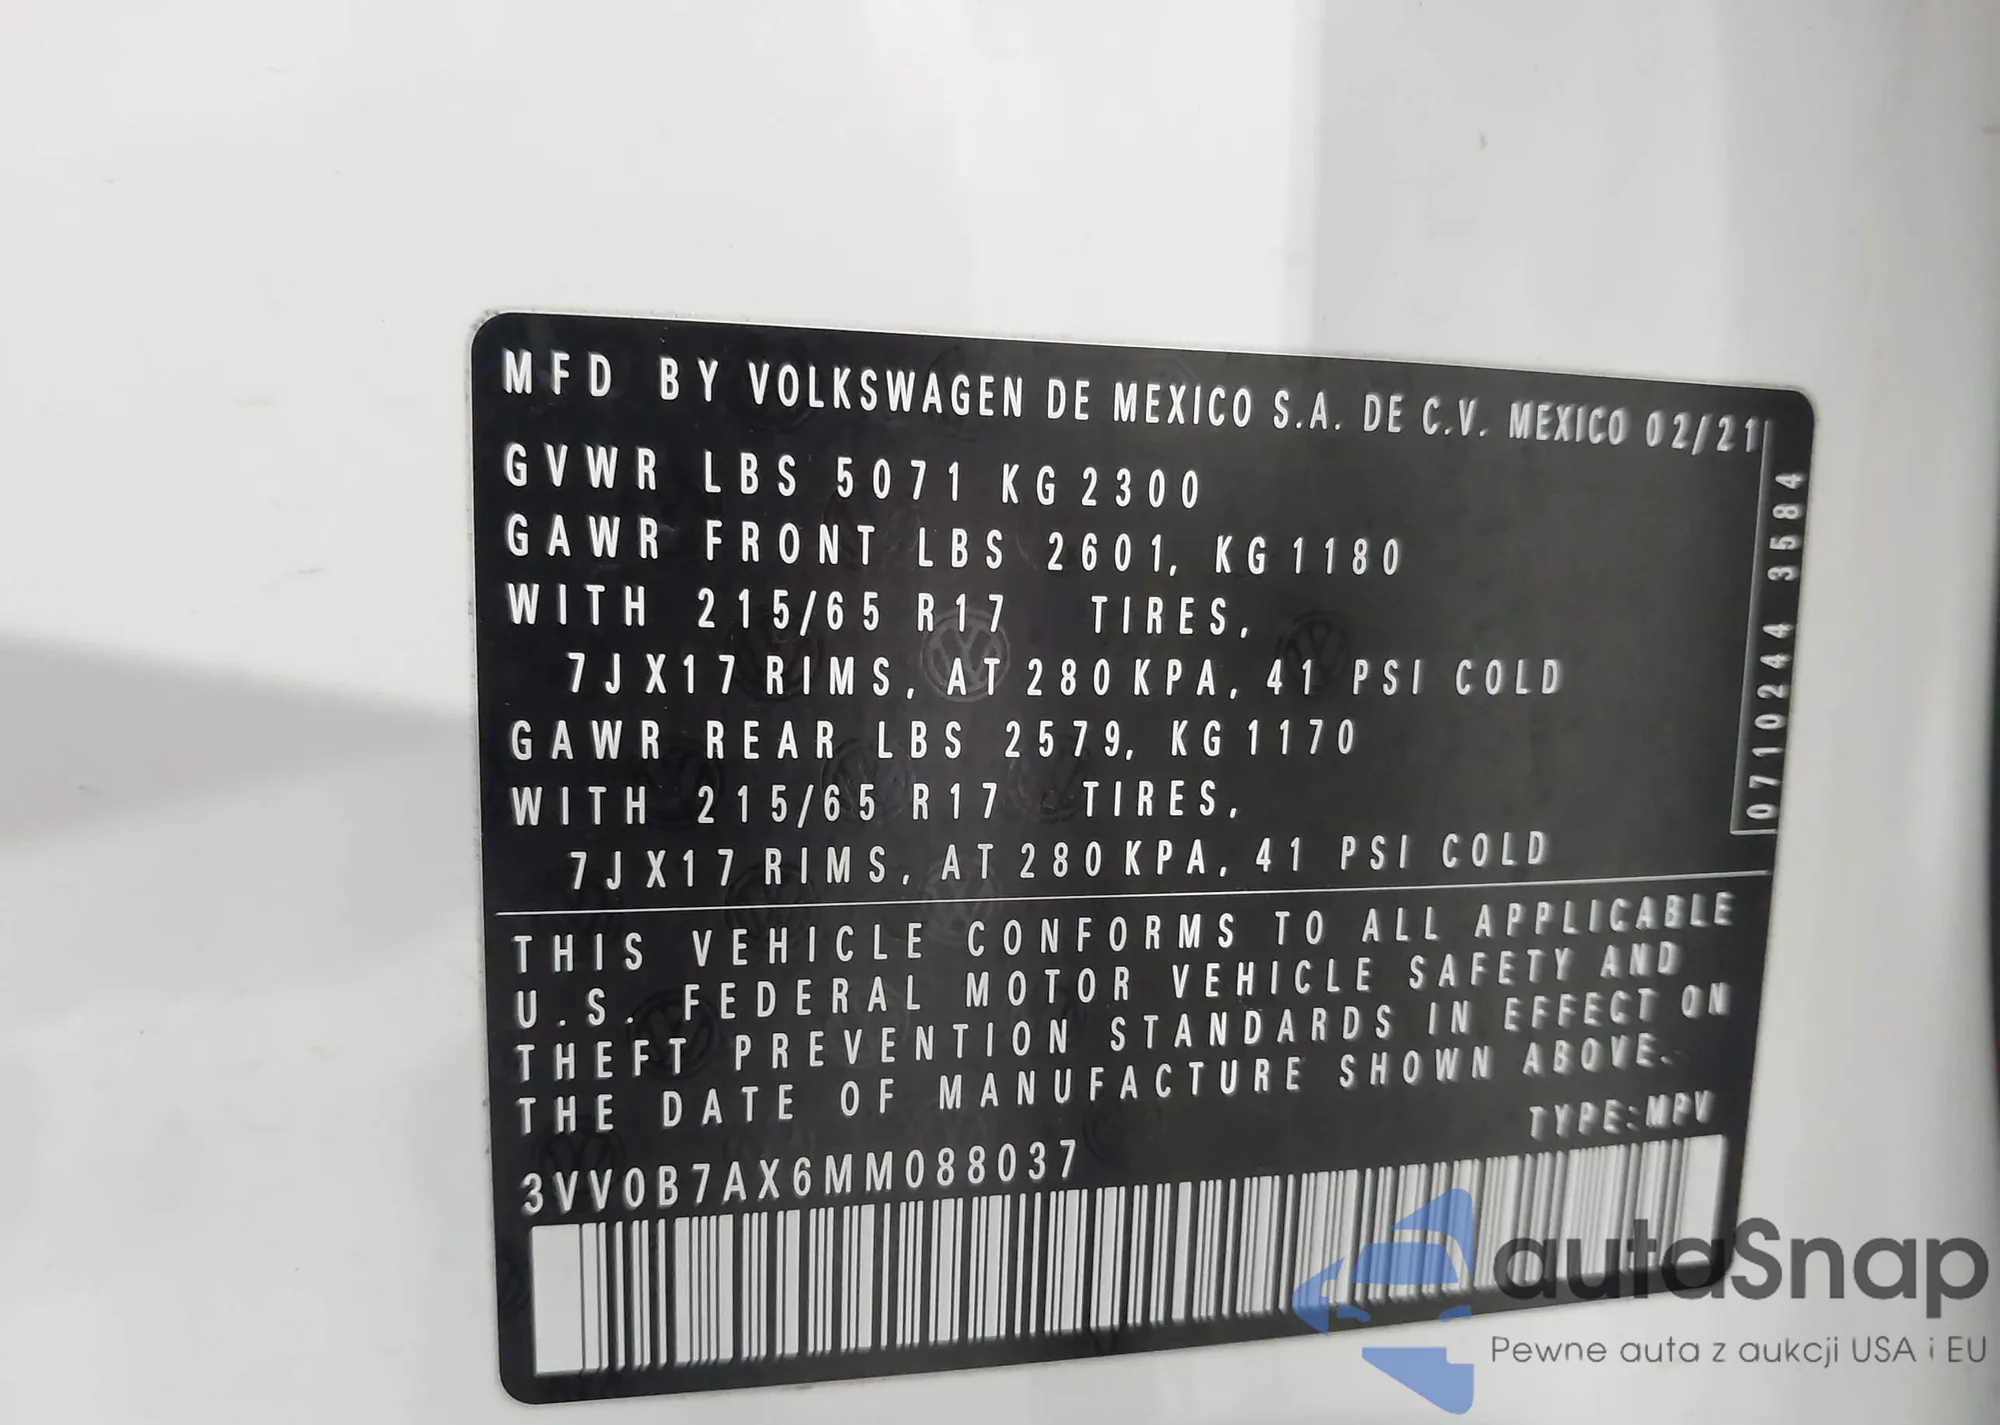 MFD BY VOLKSWAGEN DE MEXICO S.A. DE C.V. MEXICO 02/21
GVWR LBS 5071 KG 2300
GAWR FRONT LBS 2601, KG 1180
WITH 215/65 R17 TIRES,
7JX17 RIMS, AT 280 KPA, 41 PSI COLD
GAWR REAR LBS 2579, KG 1170
WITH 215/65 R17 TIRES,
7JX17 RIMS, AT 280 KPA, 41 PSI COLD
0710244 3584
THIS VEHICLE CONFORMS TO ALL APPLICABLE
U.S. FEDERAL MOTOR VEHICLE SAFETY AND
THEFT PREVENTION STANDARDS IN EFFECT ON
THE DATE OF MANUFACTURE SHOWN ABOVE.
TYPE:MPV
3VV0B7AX6MM088037
autaSnap
Pewne auta z aukcji USA i EU